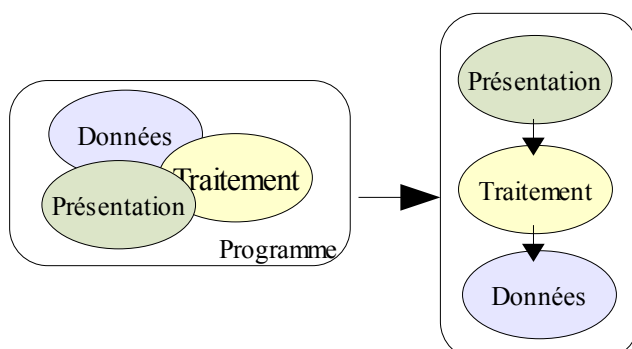 Données
Traitement
Présentation
Programme
Présentation
Traitement
Données